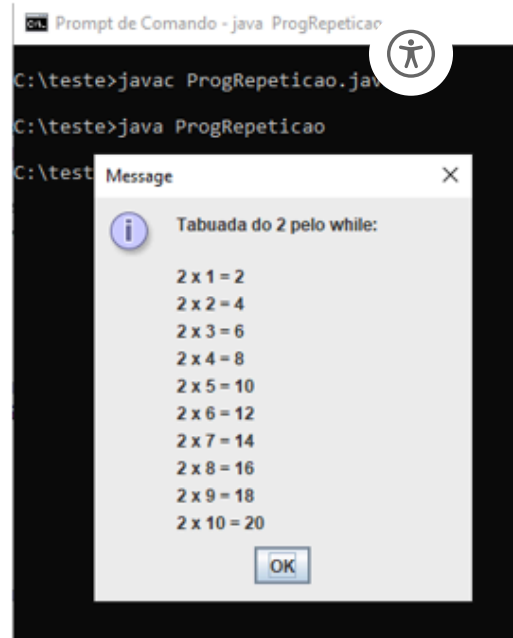 Prompt de Comando - java ProgRepeticao
C:\teste>javac ProgRepeticao.jav
C:\teste>java ProgRepeticao
C:\test
Message
Tabuada do 2 pelo while:
2 x 1 = 2
2 x 2 = 4
2 x 3 = 6
2 x 4 = 8
2 x 5 = 10
2 x 6 = 12
2 x 7 = 14
2 x 8 = 16
2 x 9 = 18
2 x 10 = 20
OK